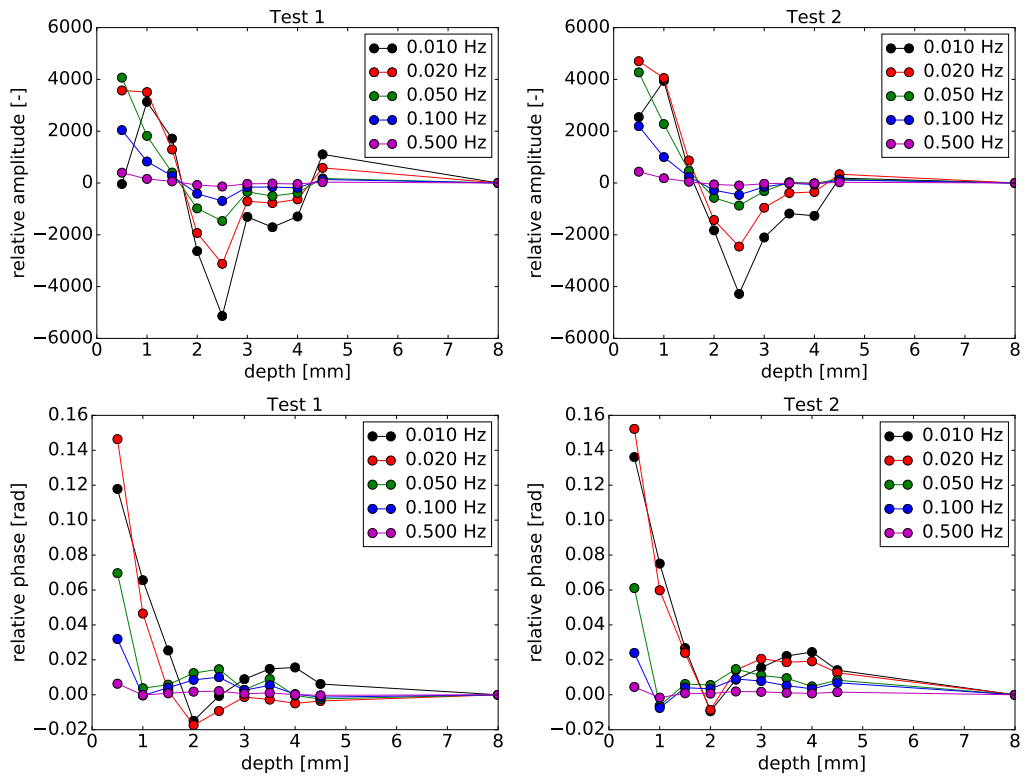 Test 1
6000
4000
2000
0
−2000
−4000
−6000
relative amplitude [-]
0.010 Hz
0.020 Hz
0.050 Hz
0.100 Hz
0.500 Hz
0 1 2 3 4 5 6 7 8
depth [mm]
Test 2
6000
4000
2000
0
−2000
−4000
−6000
relative amplitude [-]
0.010 Hz
0.020 Hz
0.050 Hz
0.100 Hz
0.500 Hz
0 1 2 3 4 5 6 7 8
depth [mm]
Test 1
0.16
0.14
0.12
0.10
0.08
0.06
0.04
0.02
0.00
−0.02
relative phase [rad]
0.010 Hz
0.020 Hz
0.050 Hz
0.100 Hz
0.500 Hz
0 1 2 3 4 5 6 7 8
depth [mm]
Test 2
0.16
0.14
0.12
0.10
0.08
0.06
0.04
0.02
0.00
−0.02
relative phase [rad]
0.010 Hz
0.020 Hz
0.050 Hz
0.100 Hz
0.500 Hz
0 1 2 3 4 5 6 7 8
depth [mm]